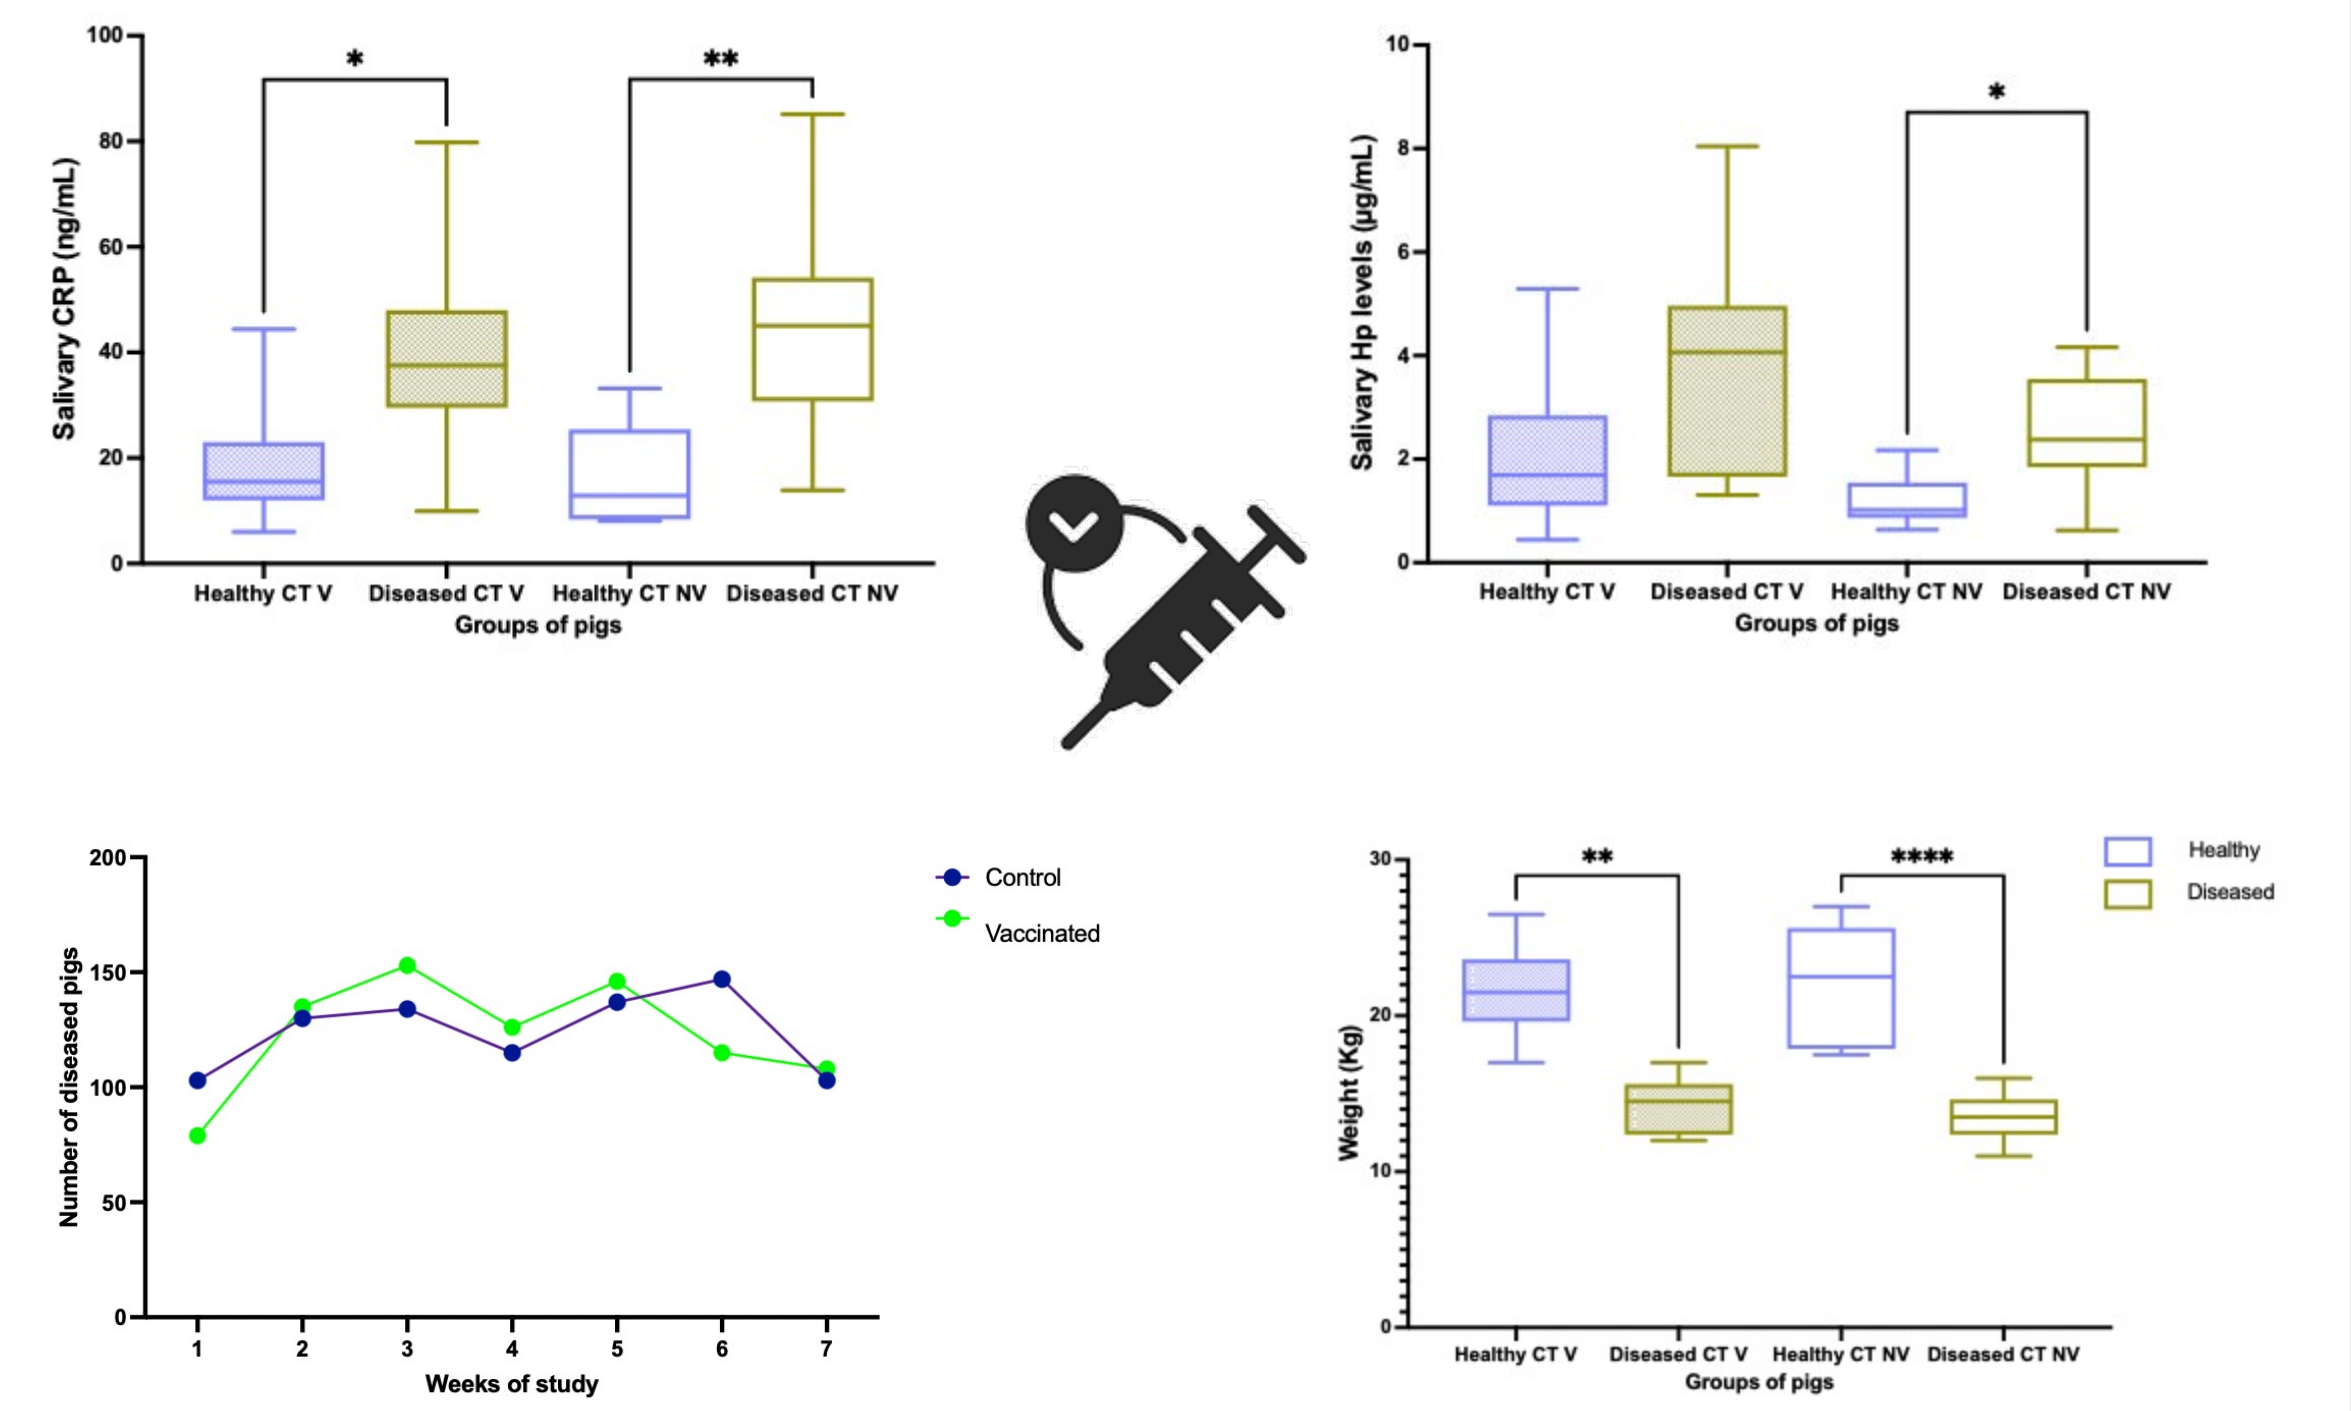 100
80
60
40
20
0
Salivary CRP (ng/mL)
*
**
Healthy CT V
Diseased CT V
Healthy CT NV
Diseased CT NV
Groups of pigs
10
8
6
4
2
0
Salivary Hp levels (µg/mL)
*
Healthy CT V
Diseased CT V
Healthy CT NV
Diseased CT NV
Groups of pigs
200
150
100
50
0
Number of diseased pigs
1 2 3 4 5 6 7
Weeks of study
Control
Vaccinated
30
20
10
0
Weight (Kg)
**
****
Healthy CT V
Diseased CT V
Healthy CT NV
Diseased CT NV
Groups of pigs
Healthy
Diseased